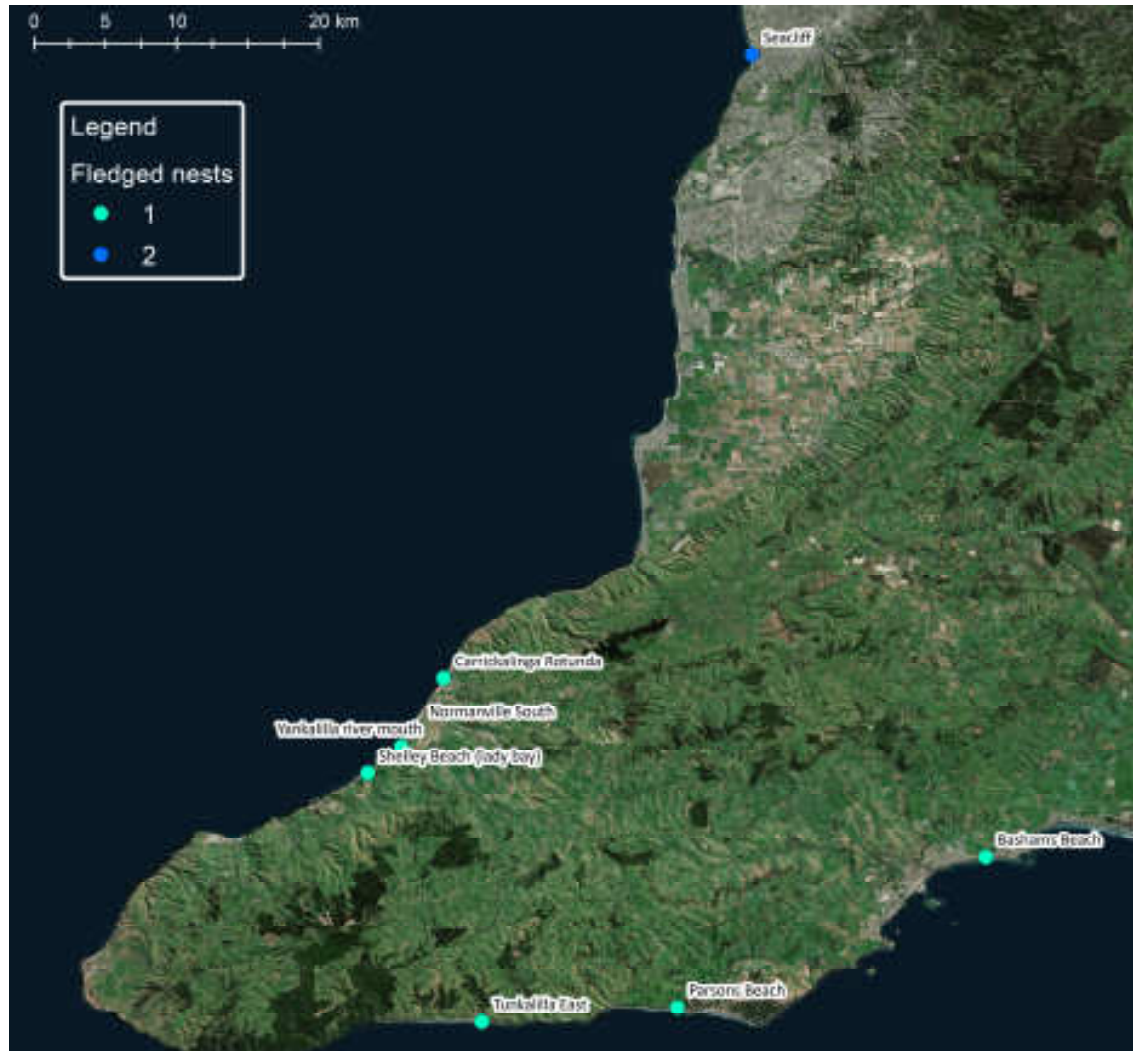 0 5 10 20 km
Seacliff
Legend
Fledged nests
1
2
Carrickalinga Rotunda
Normanville South
Yankalilla river mouth
Shelley Beach (lady bay)
Bashams Beach
Parsons Beach
Tunkalilla East